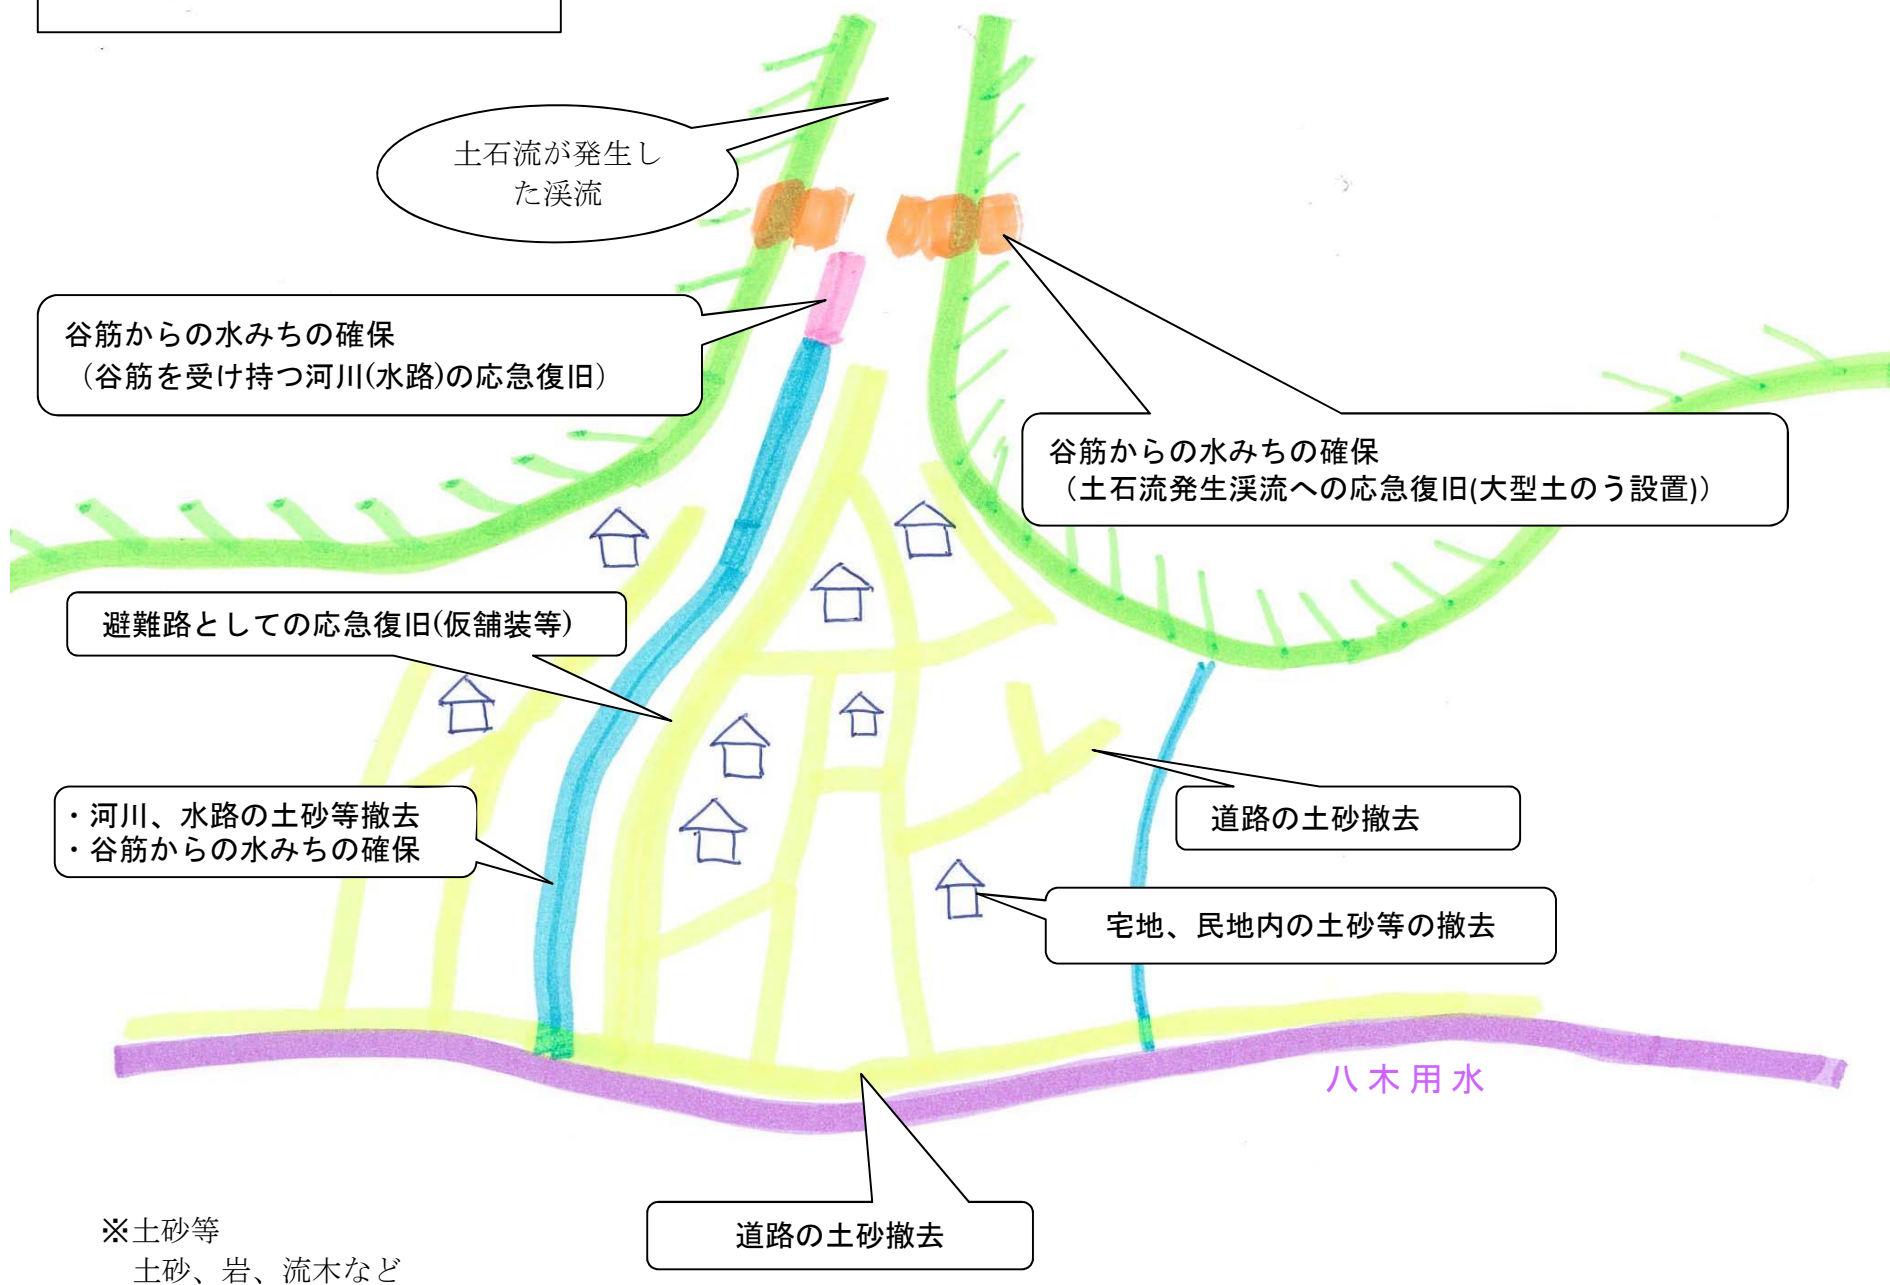 土石流が発生し
た渓流
谷筋からの水みちの確保
（谷筋を受け持つ河川(水路)の応急復旧）
谷筋からの水みちの確保
（土石流発生渓流への応急復旧(大型土のう設置)）
避難路としての応急復旧(仮舗装等)
・河川、水路の土砂等撤去
・谷筋からの水みちの確保
道路の土砂撤去
宅地、民地内の土砂等の撤去
八木用水
道路の土砂撤去
※土砂等
土砂、岩、流木など